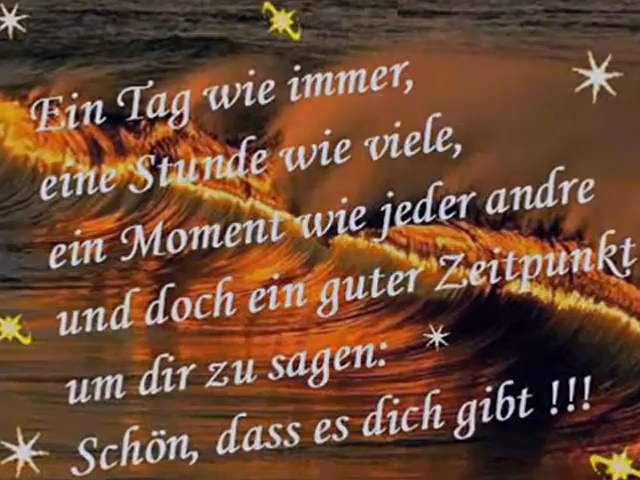 Ein Tag wie immer,
eine Stunde wie viele,
ein Moment wie jeder andre
und doch ein guter Zeitpunkt
um dir zu sagen:
Schön, dass es dich gibt !!!